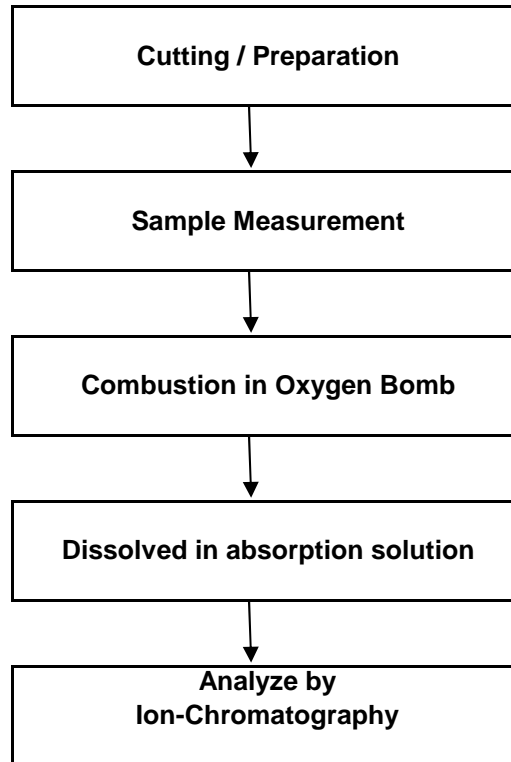 Cutting / Preparation
Sample Measurement
Combustion in Oxygen Bomb
Dissolved in absorption solution
Analyze by
Ion-Chromatography